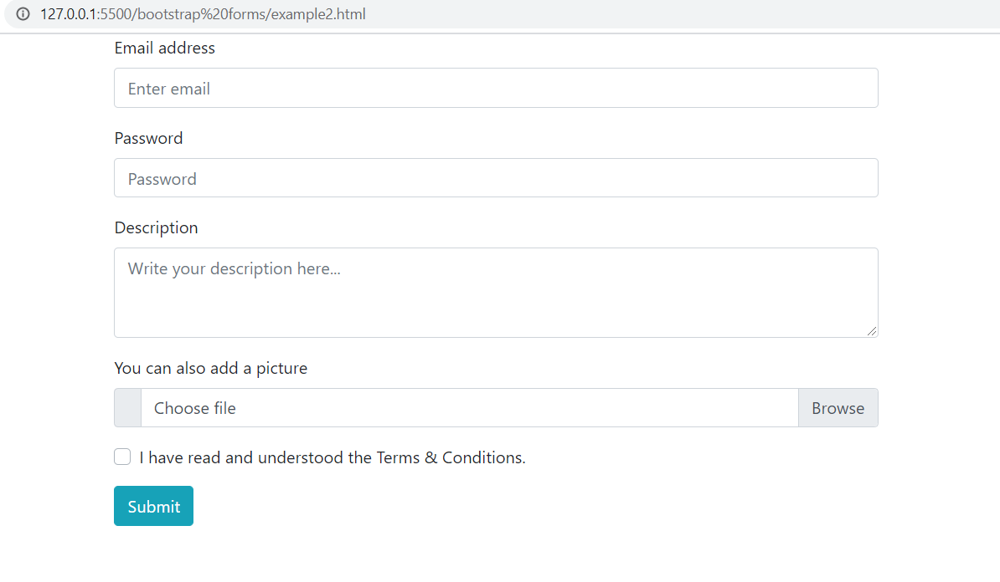 127.0.0.1:5500/bootstrap%20forms/example2.html
Email address
Enter email
Password
Password
Description
Write your description here...
You can also add a picture
Choose file Browse
I have read and understood the Terms & Conditions.
Submit